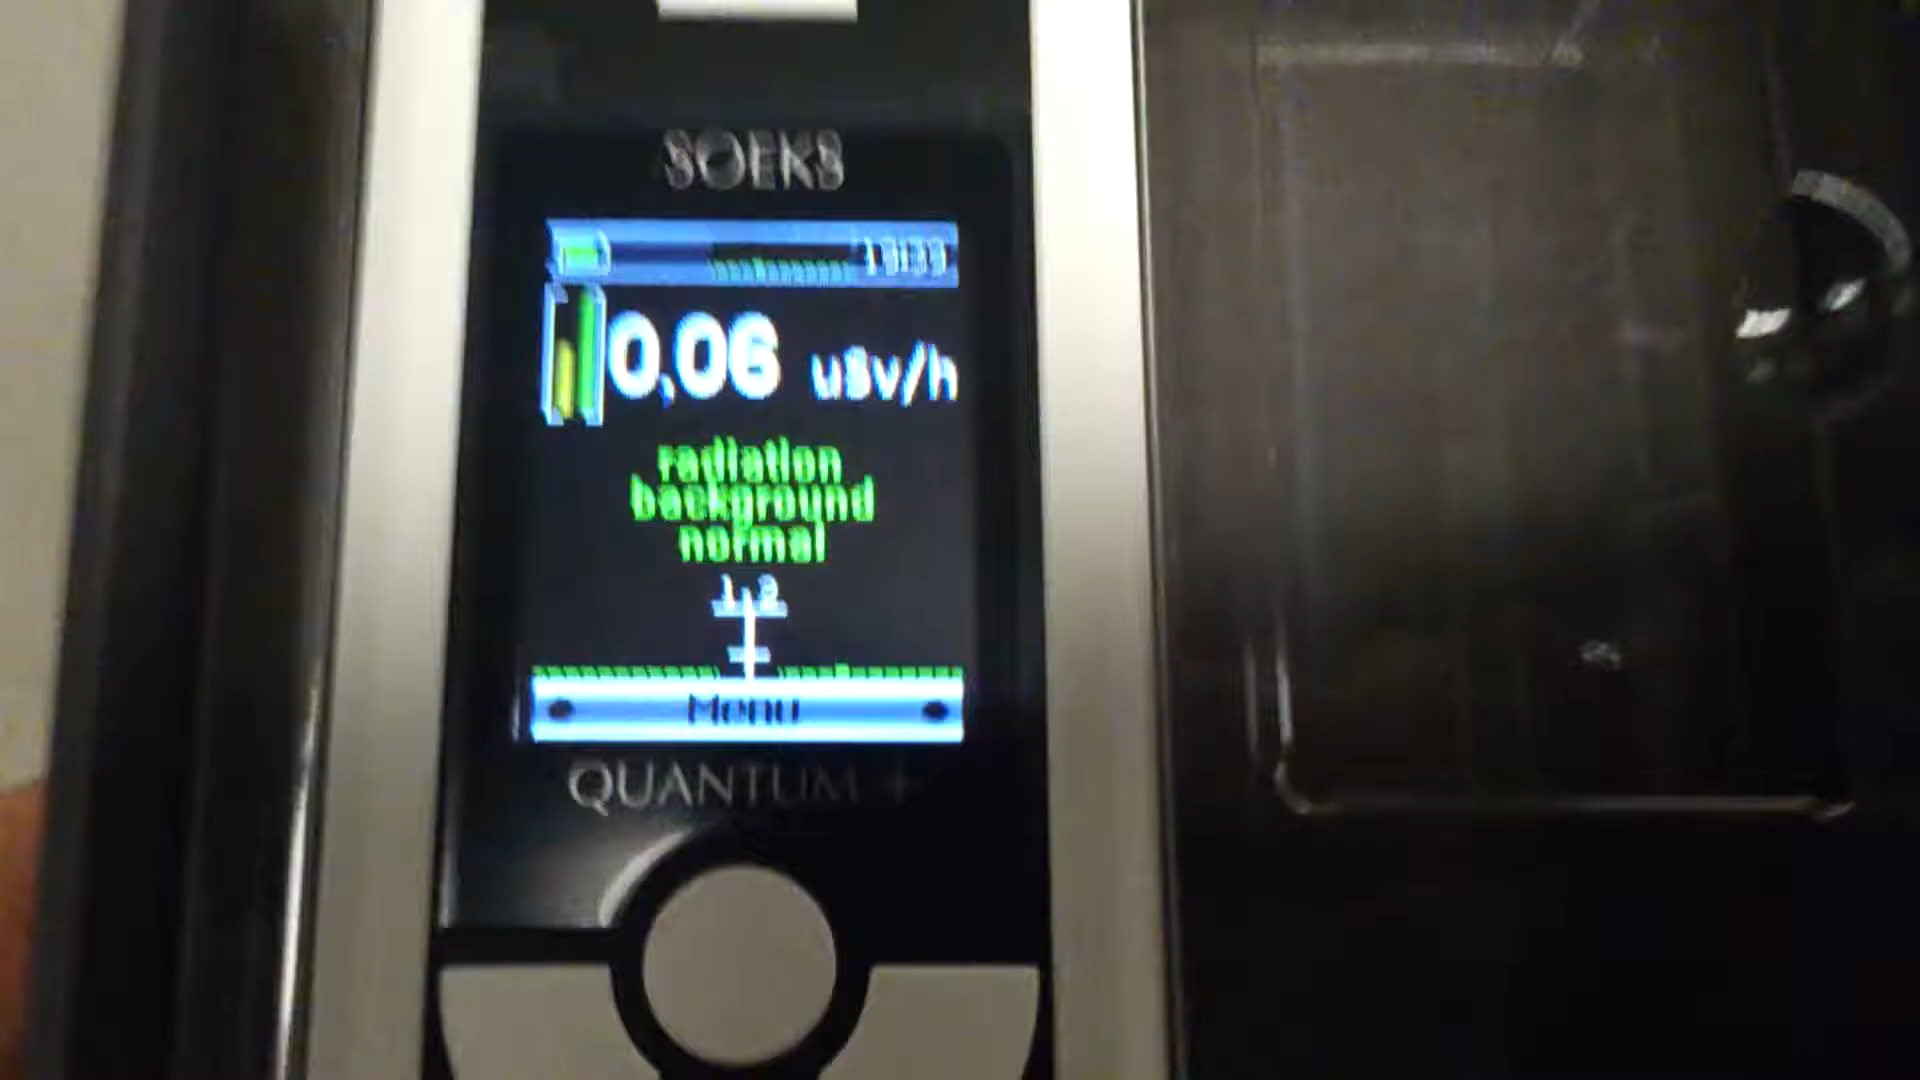 SOEKS
0,06 uSv/h
radiation
background
normal
Menu
QUANTUM +